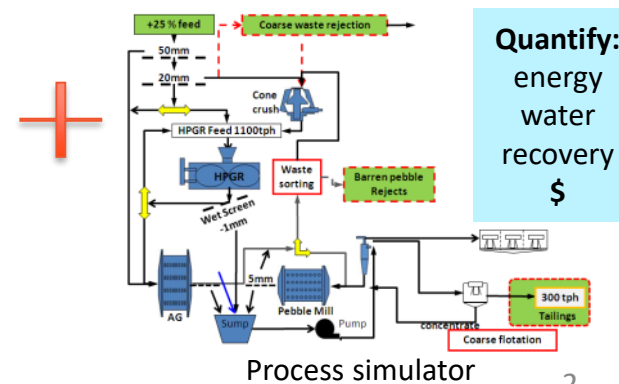 +25 % feed
Coarse waste rejection
50mm
20mm
Cone
crush
HPGR Feed 1100tph
HPGR
Waste
sorting
Barren pebble
Rejects
Wet Screen
-1mm
5mm
AG
Sump
Pebble Mill
Pump
300 tph
Tailings
concentrate
Coarse flotation
Quantify:
energy
water
recovery
$
Process simulator
2